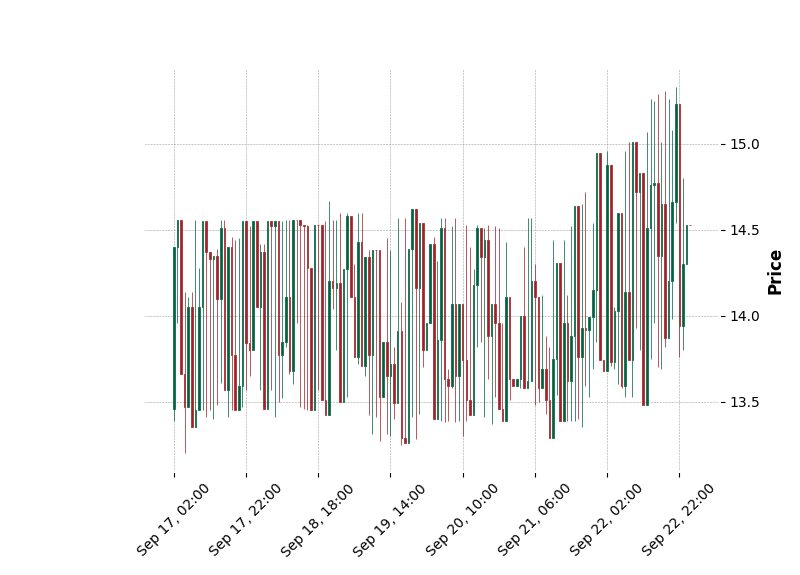 15.0
14.5
14.0
13.5
Price
Sep 17, 02:00
Sep 17, 22:00
Sep 18, 18:00
Sep 19, 14:00
Sep 20, 10:00
Sep 21, 06:00
Sep 22, 02:00
Sep 22, 22:00